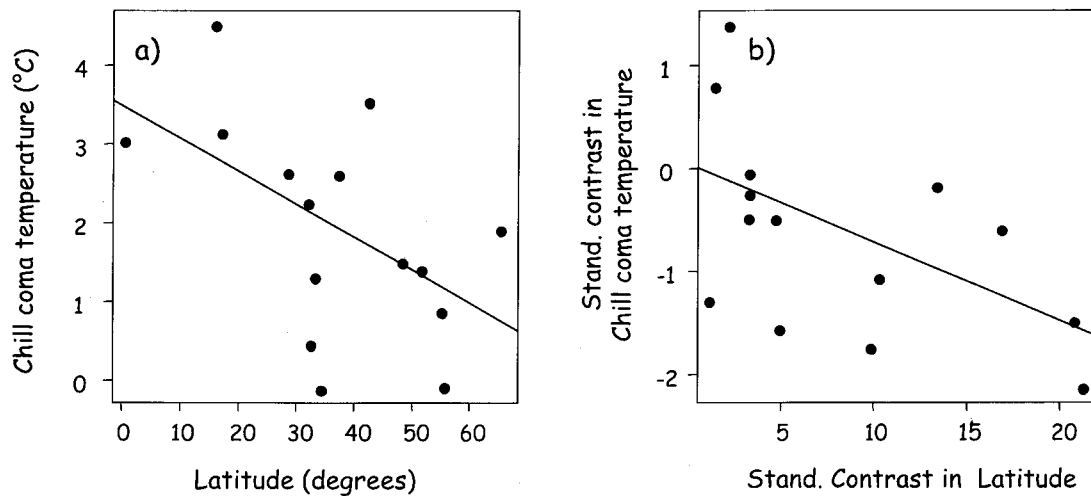 a)
Chill coma temperature (°C)
4
3
2
1
0
0 10 20 30 40 50 60
Latitude (degrees)
b)
Stand. contrast in
Chill coma temperature
1
0
-1
-2
5 10 15 20
Stand. Contrast in Latitude